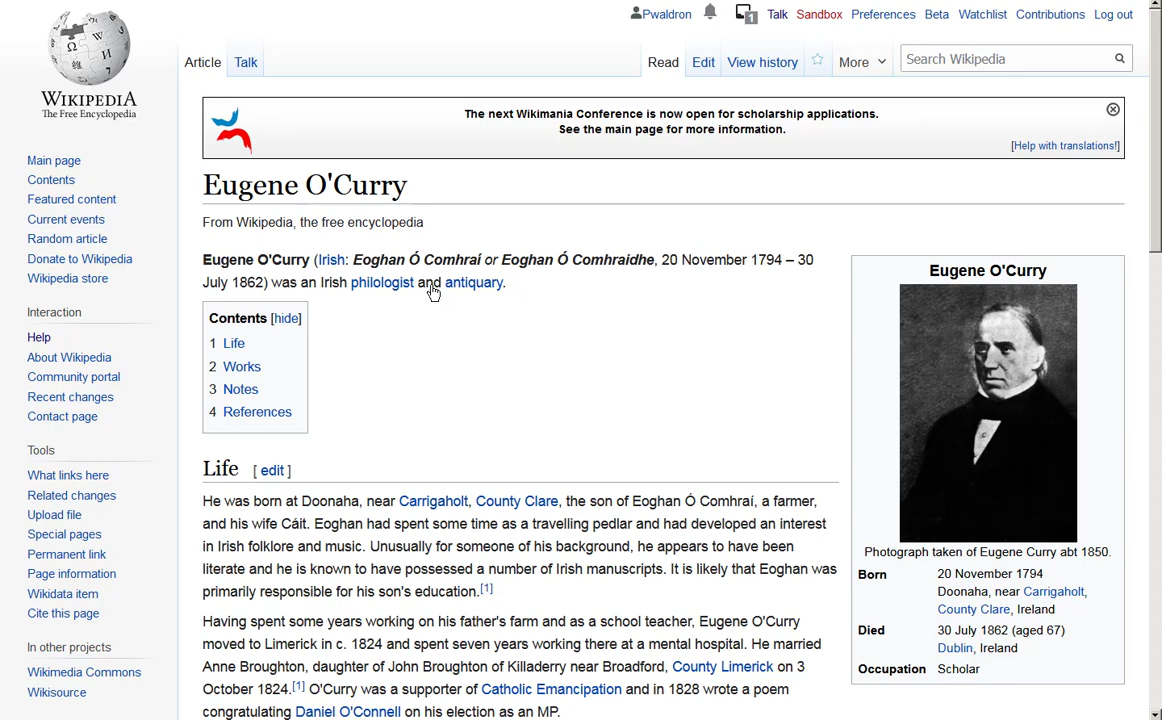 Pwaldron 1 Talk Sandbox Preferences Beta Watchlist Contributions Log out
WIKIPEDIA
The Free Encyclopedia
Article Talk Read Edit View history More Search Wikipedia
Main page
Contents
Featured content
Current events
Random article
Donate to Wikipedia
Wikipedia store
Interaction
Help
About Wikipedia
Community portal
Recent changes
Contact page
Tools
What links here
Related changes
Upload file
Special pages
Permanent link
Page information
Wikidata item
Cite this page
In other projects
Wikimedia Commons
Wikisource
The next Wikimania Conference is now open for scholarship applications.
See the main page for more information.
[Help with translations!]
Eugene O'Curry
From Wikipedia, the free encyclopedia
Eugene O'Curry (Irish: Eoghan Ó Comhraí or Eoghan Ó Comhraidhe, 20 November 1794 – 30
July 1862) was an Irish philologist and antiquary.
Contents [hide]
1 Life
2 Works
3 Notes
4 References
Life [ edit ]
He was born at Doonaha, near Carrigaholt, County Clare, the son of Eoghan Ó Comhraí, a farmer,
and his wife Cáit. Eoghan had spent some time as a travelling pedlar and had developed an interest
in Irish folklore and music. Unusually for someone of his background, he appears to have been
literate and he is known to have possessed a number of Irish manuscripts. It is likely that Eoghan was
primarily responsible for his son's education.[1]
Having spent some years working on his father's farm and as a school teacher, Eugene O'Curry
moved to Limerick in c. 1824 and spent seven years working there at a mental hospital. He married
Anne Broughton, daughter of John Broughton of Killaderry near Broadford, County Limerick on 3
October 1824.[1] O'Curry was a supporter of Catholic Emancipation and in 1828 wrote a poem
congratulating Daniel O'Connell on his election as an MP.
Eugene O'Curry
Photograph taken of Eugene Curry abt 1850.
Born 20 November 1794
Doonaha, near Carrigaholt,
County Clare, Ireland
Died 30 July 1862 (aged 67)
Dublin, Ireland
Occupation Scholar